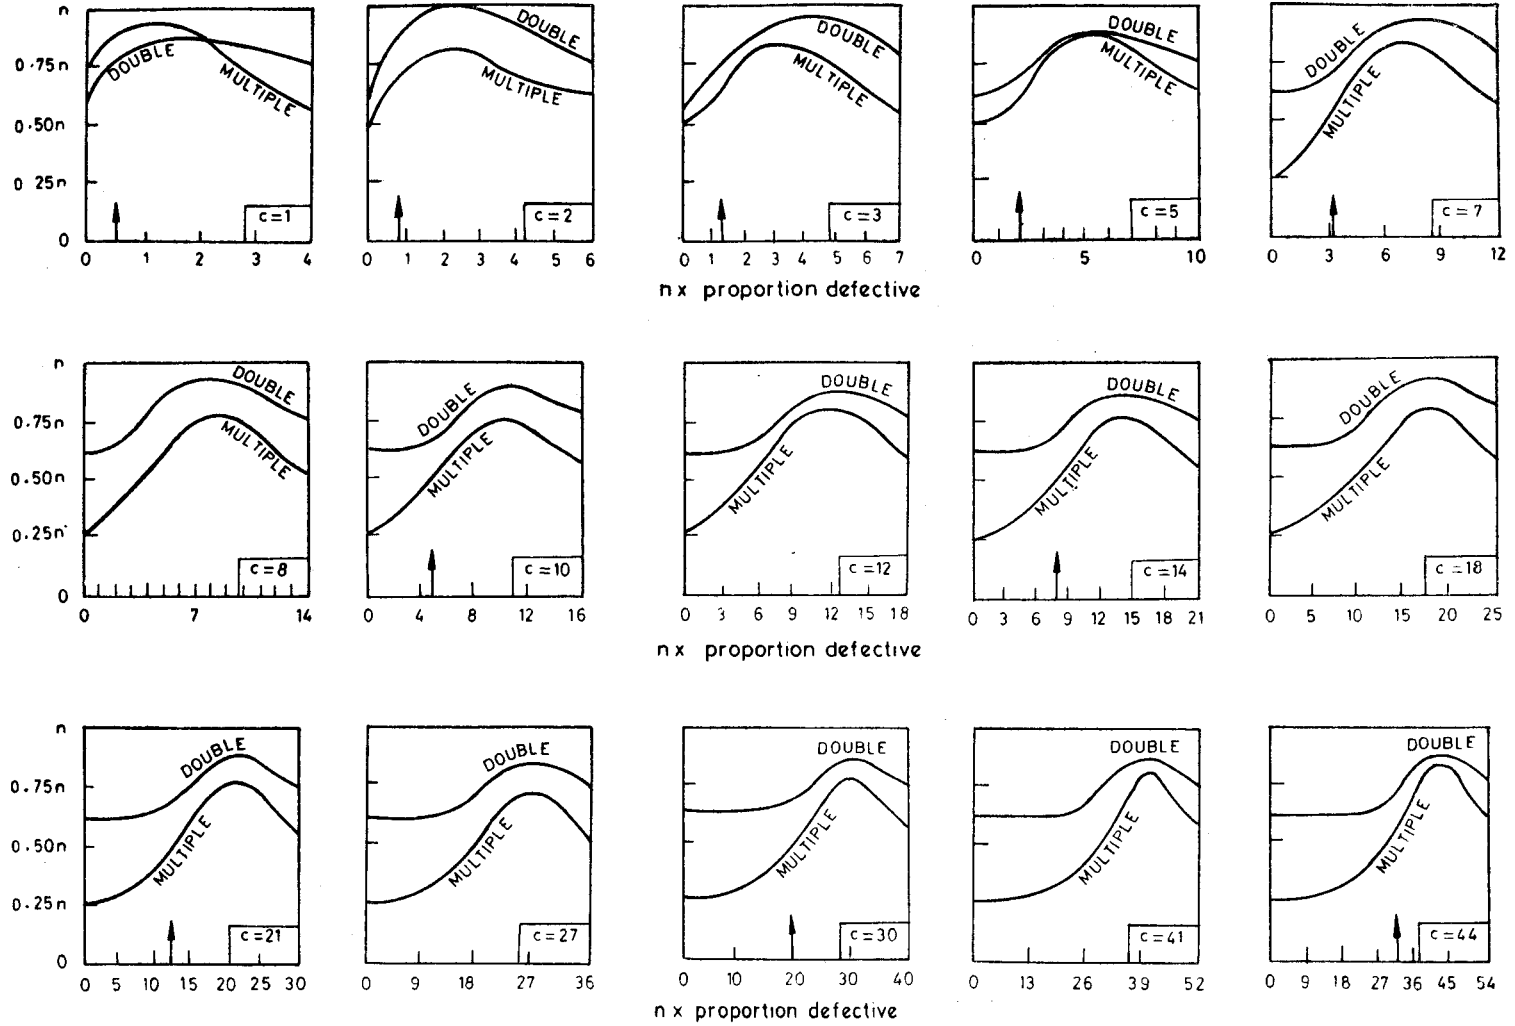 n
0.75n
0.50n
0 25n
0
DOUBLE
MULTIPLE
c=1
0 1 2 3 4
DOUBLE
MULTIPLE
c=2
0 1 2 3 4 5 6
DOUBLE
MULTIPLE
c=3
0 1 2 3 4 5 6 7
DOUBLE
MULTIPLE
c=5
0 5 10
DOUBLE
MULTIPLE
c=7
0 3 6 9 12
nx proportion defective
n
0.75n
0.50n
0.25n
0
DOUBLE
MULTIPLE
c=8
0 7 14
DOUBLE
MULTIPLE
c=10
0 4 8 12 16
DOUBLE
MULTIPLE
c=12
0 3 6 9 12 15 18
DOUBLE
MULTIPLE
c=14
0 3 6 9 12 15 18 21
DOUBLE
MULTIPLE
c=18
0 5 10 15 20 25
nx proportion defective
n
0.75n
0.50n
0.25n
0
DOUBLE
MULTIPLE
c=21
0 5 10 15 20 25 30
DOUBLE
MULTIPLE
c=27
0 9 18 27 36
DOUBLE
MULTIPLE
c=30
0 10 20 30 40
DOUBLE
MULTIPLE
c=41
0 13 26 39 52
DOUBLE
MULTIPLE
c=44
0 9 18 27 36 45 54
nx proportion defective